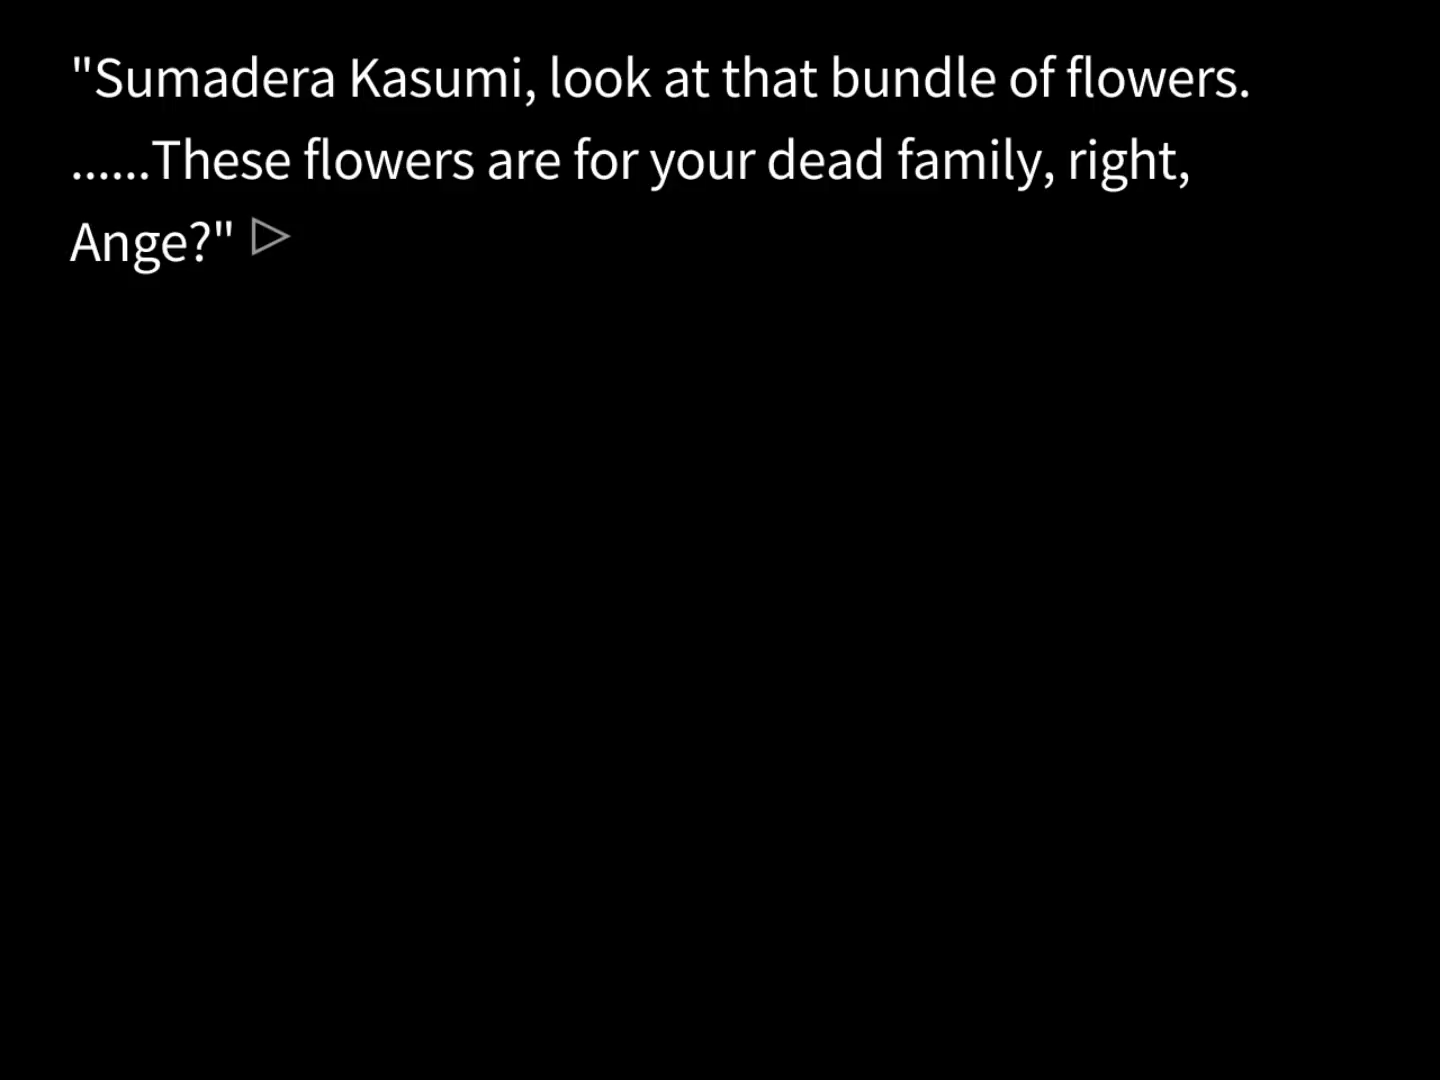 "Sumadera Kasumi, look at that bundle of flowers.
......These flowers are for your dead family, right,
Ange?"